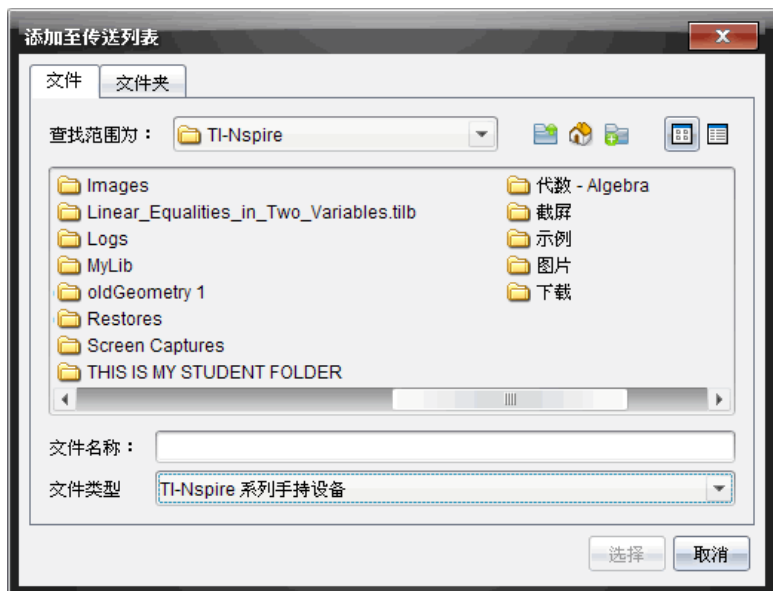 添加至传送列表
文件 文件夹
查找范围为： TI-Nspire
Images
Linear_Equalities_in_Two_Variables.tilb
Logs
MyLib
oldGeometry 1
Restores
Screen Captures
THIS IS MY STUDENT FOLDER
代数 - Algebra
截屏
示例
图片
下载
文件名称：
文件类型 TI-Nspire 系列手持设备
选择 取消